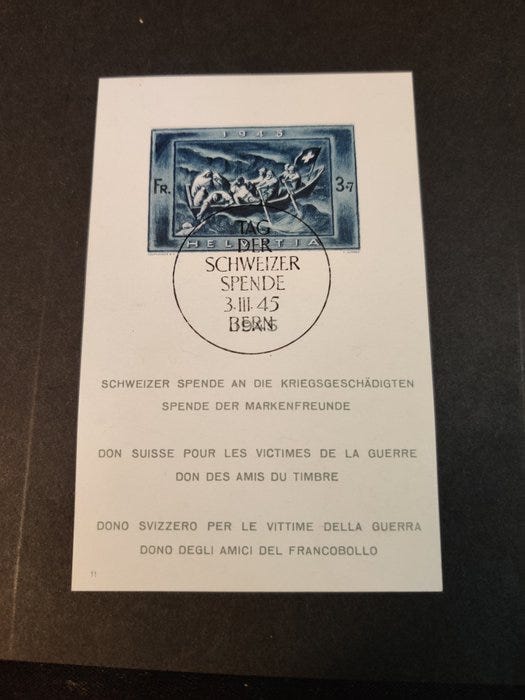 1945
FR.
3+7
HELVETIA
TAG
DER
SCHWEIZER
SPENDE
3.III.45
BERN
1945
SCHWEIZER SPENDE AN DIE KRIEGSGESCHÄDIGTEN
SPENDE DER MARKENFREUNDE
DON SUISSE POUR LES VICTIMES DE LA GUERRE
DON DES AMIS DU TIMBRE
DONO SVIZZERO PER LE VITTIME DELLA GUERRA
DONO DEGLI AMICI DEL FRANCOBOLLO
11